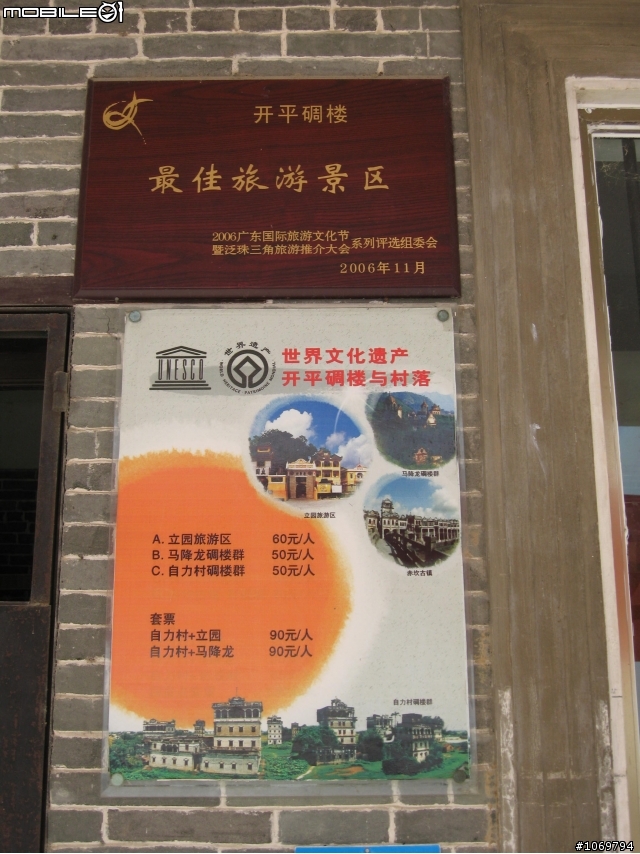 MOBILE01
开平碉楼
最佳旅游景区
2006广东国际旅游文化节
暨泛珠三角旅游推介大会 系列评选组委会
2006年11月
UNESCO
世界遗产
WORLD HERITAGE · PATRIMOINE MONDIAL
世界文化遗产
开平碉楼与村落
马降龙碉楼群
立园旅游区
赤坎古镇
A. 立园旅游区 60元/人
B. 马降龙碉楼群 50元/人
C. 自力村碉楼群 50元/人
套票
自力村+立园 90元/人
自力村+马降龙 90元/人
自力村碉楼群
#1069794